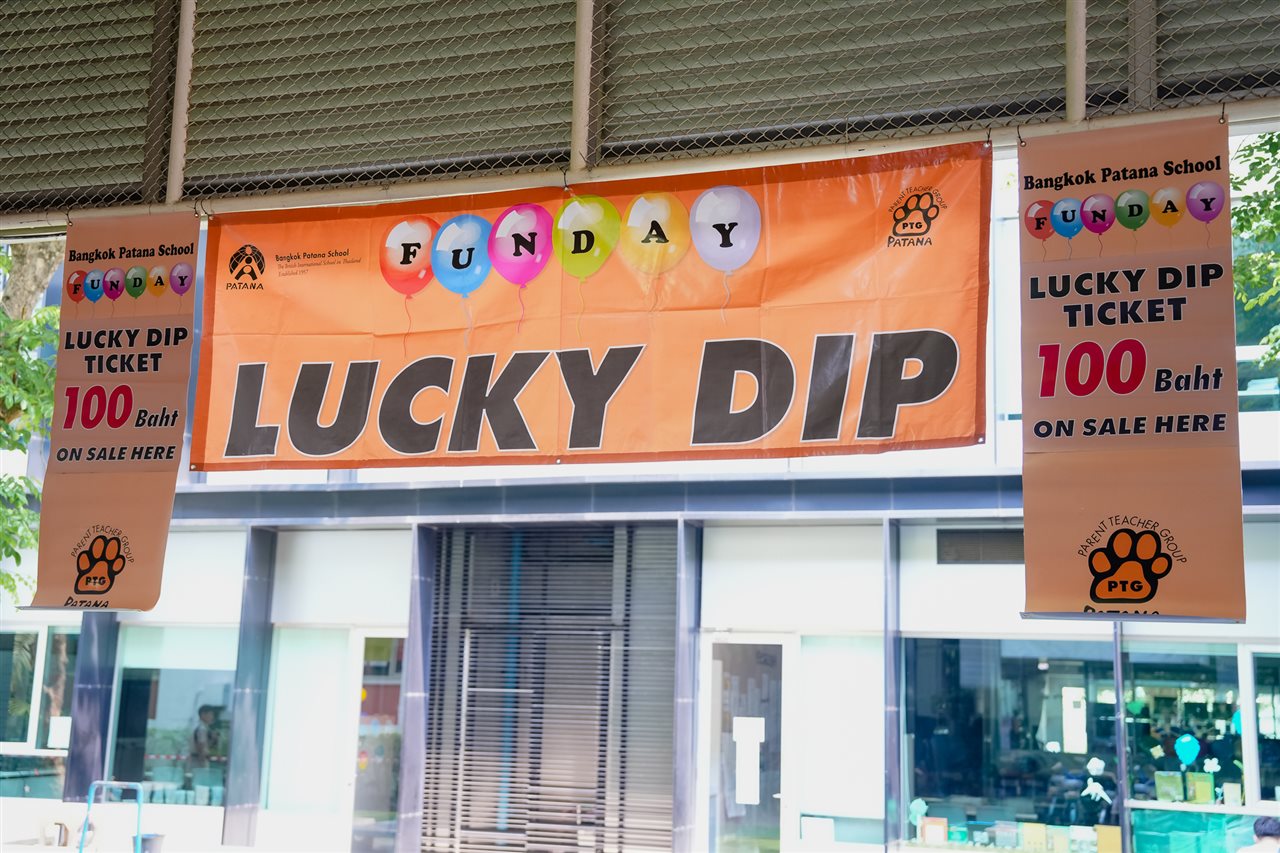 Bangkok Patana School
FUNDAY
LUCKY DIP
TICKET
100 Baht
ON SALE HERE
PARENT TEACHER GROUP
PTG
PATANA
PATANA
Bangkok Patana School
The British International School in Thailand
Established 1957
FUNDAY
PARENT TEACHER GROUP
PTG
PATANA
LUCKY DIP
Bangkok Patana School
FUNDAY
LUCKY DIP
TICKET
100 Baht
ON SALE HERE
PARENT TEACHER GROUP
PTG
PATANA